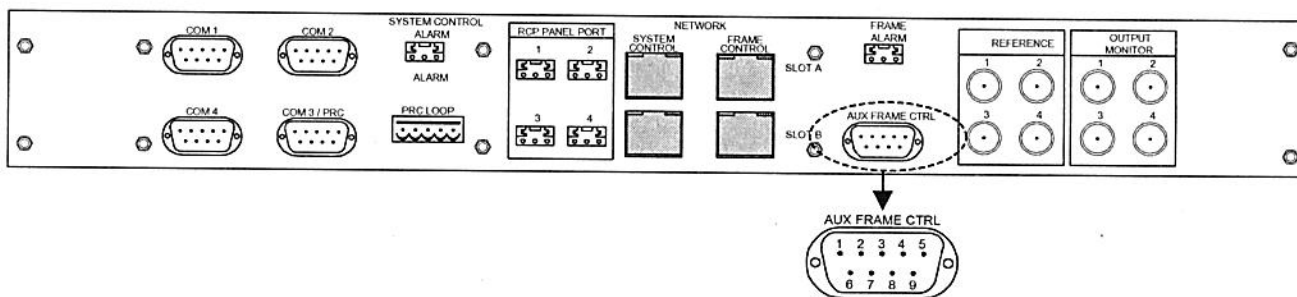 COM 1
COM 2
SYSTEM CONTROL
ALARM
ALARM
RCP PANEL PORT
1 2
3 4
NETWORK
SYSTEM CONTROL
FRAME CONTROL
SLOT A
SLOT B
FRAME
ALARM
REFERENCE
1 2
3 4
OUTPUT MONITOR
1 2
3 4
COM 4
COM 3 / PRC
PRC LOOP
AUX FRAME CTRL
AUX FRAME CTRL
1 2 3 4 5
6 7 8 9